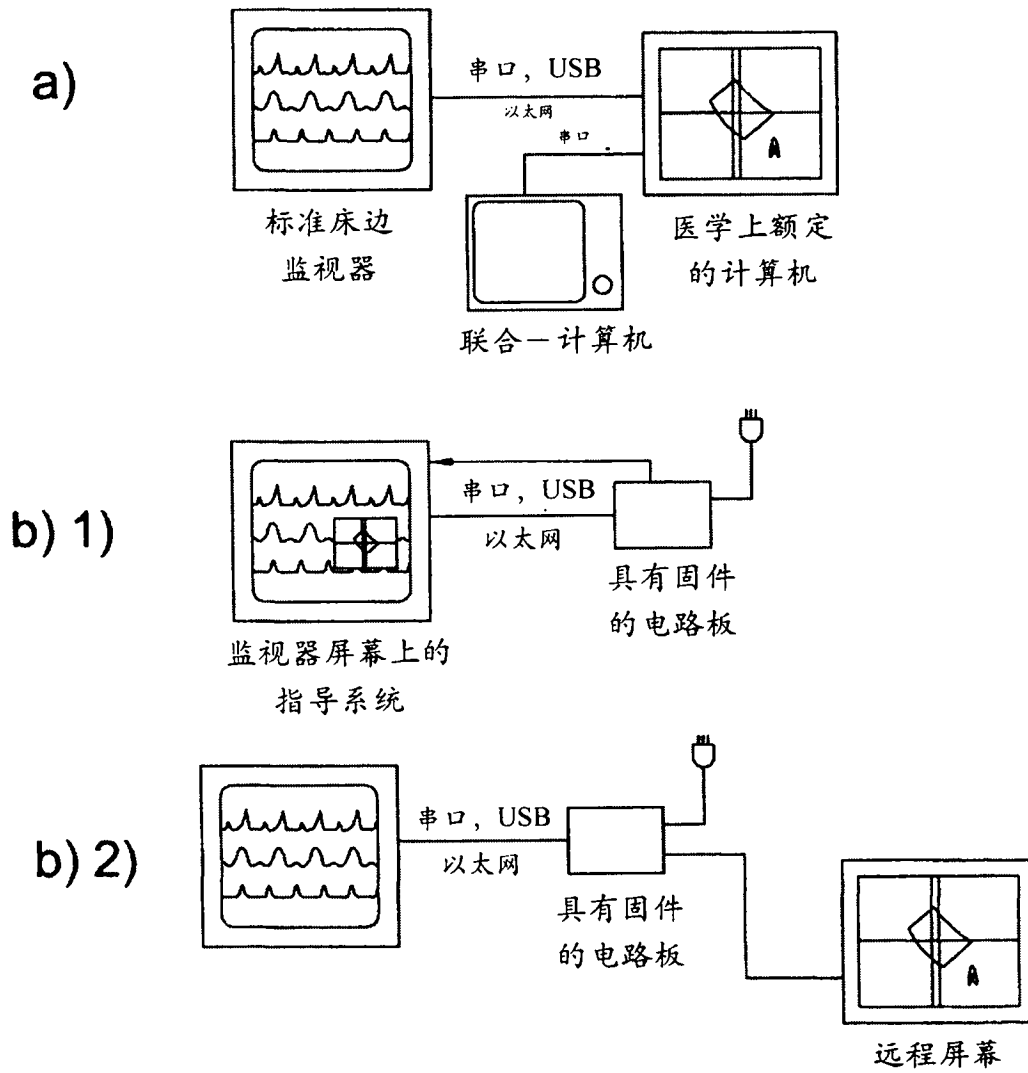 a)
串口，USB
以太网
串口
标准床边
监视器
医学上额定
的计算机
联合－计算机
b) 1)
串口，USB
以太网
具有固件
的电路板
监视器屏幕上的
指导系统
b) 2)
串口，USB
以太网
具有固件
的电路板
A
远程屏幕